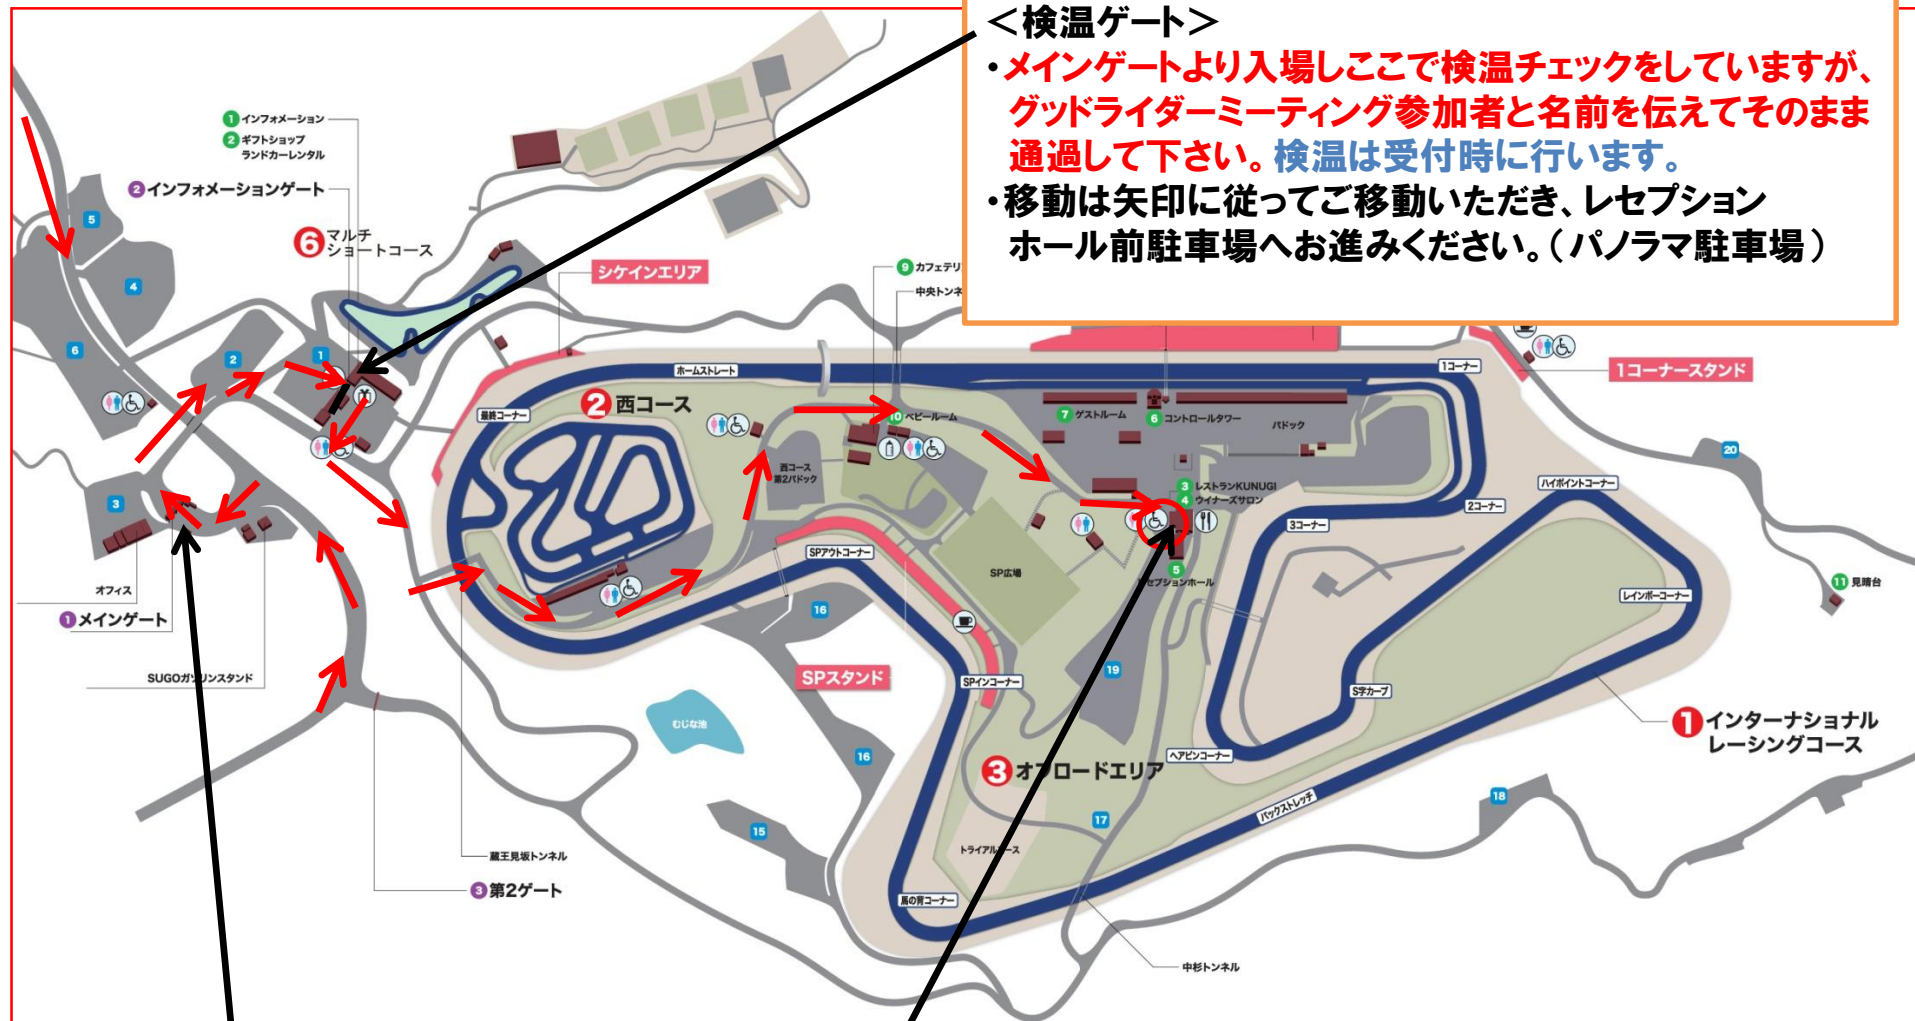 ＜検温ゲート＞
・メインゲートより入場しここで検温チェックをしていますが、
グッドライダーミーティング参加者と名前を伝えてそのまま
通過して下さい。検温は受付時に行います。
・移動は矢印に従ってご移動いただき、レセプション
ホール前駐車場へお進みください。（パノラマ駐車場）
1 インフォメーション
2 ギフトショップ
ランドカーレンタル
2 インフォメーションゲート
6 マルチ
ショートコース
シケインエリア
9 カフェテリ
中央トンネ
5
4
6
2
1
3
ホームストレート
1コーナー
1コーナースタンド
最終コーナー
2 西コース
10 ベビールーム
7 ゲストルーム
6 コントロールタワー
パドック
20
西コース
第2パドック
3 レストランKUNUGI
4 ウイナーズサロン
ハイポイントコーナー
2コーナー
3コーナー
SPアウトコーナー
SP広場
5
セプションホール
11 見晴台
レインボーコーナー
オフィス
1 メインゲート
16
SUGOガソリンスタンド
SPスタンド
SPインコーナー
19
S字カーブ
むじな池
1 インターナショナル
レーシングコース
16
ヘアピンコーナー
3 オフロードエリア
18
バックストレッチ
15
17
蔵王見坂トンネル
3 第2ゲート
馬の背コーナー
中杉トンネル